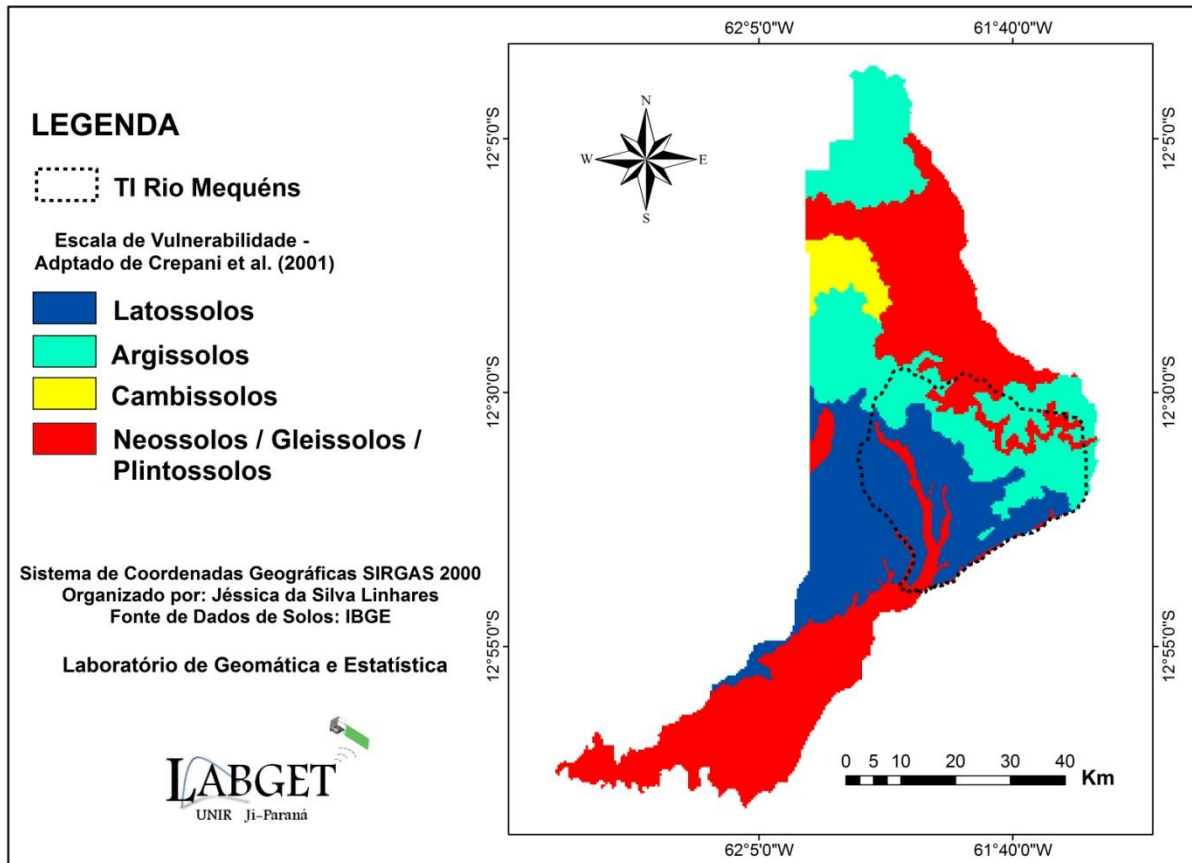 LEGENDA
TI Rio Mequéns
Escala de Vulnerabilidade -
Adptado de Crepani et al. (2001)
Latossolos
Argissolos
Cambissolos
Neossolos / Gleissolos /
Plintossolos
Sistema de Coordenadas Geográficas SIRGAS 2000
Organizado por: Jéssica da Silva Linhares
Fonte de Dados de Solos: IBGE
Laboratório de Geomática e Estatística
LABGET
UNIR Ji-Paraná
62°5'0"W 61°40'0"W
N
W E
S
12°5'0"S 12°5'0"S
12°30'0"S 12°30'0"S
12°55'0"S 12°55'0"S
0 5 10 20 30 40
Km
62°5'0"W 61°40'0"W